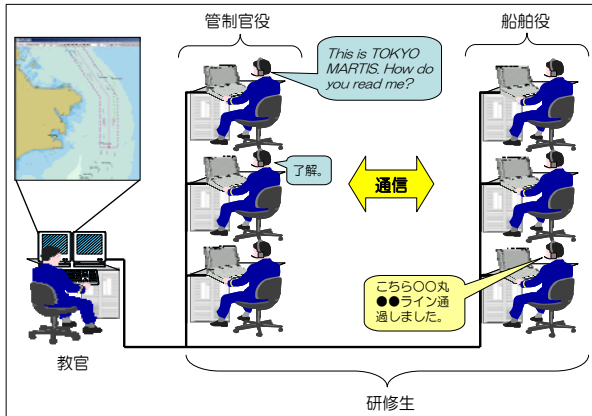 管制官役
船舶役
This is TOKYO
MARTIS. How do
you read me?
了解。
通信
こちら〇〇丸
●●ライン通
過しました。
教官
研修生